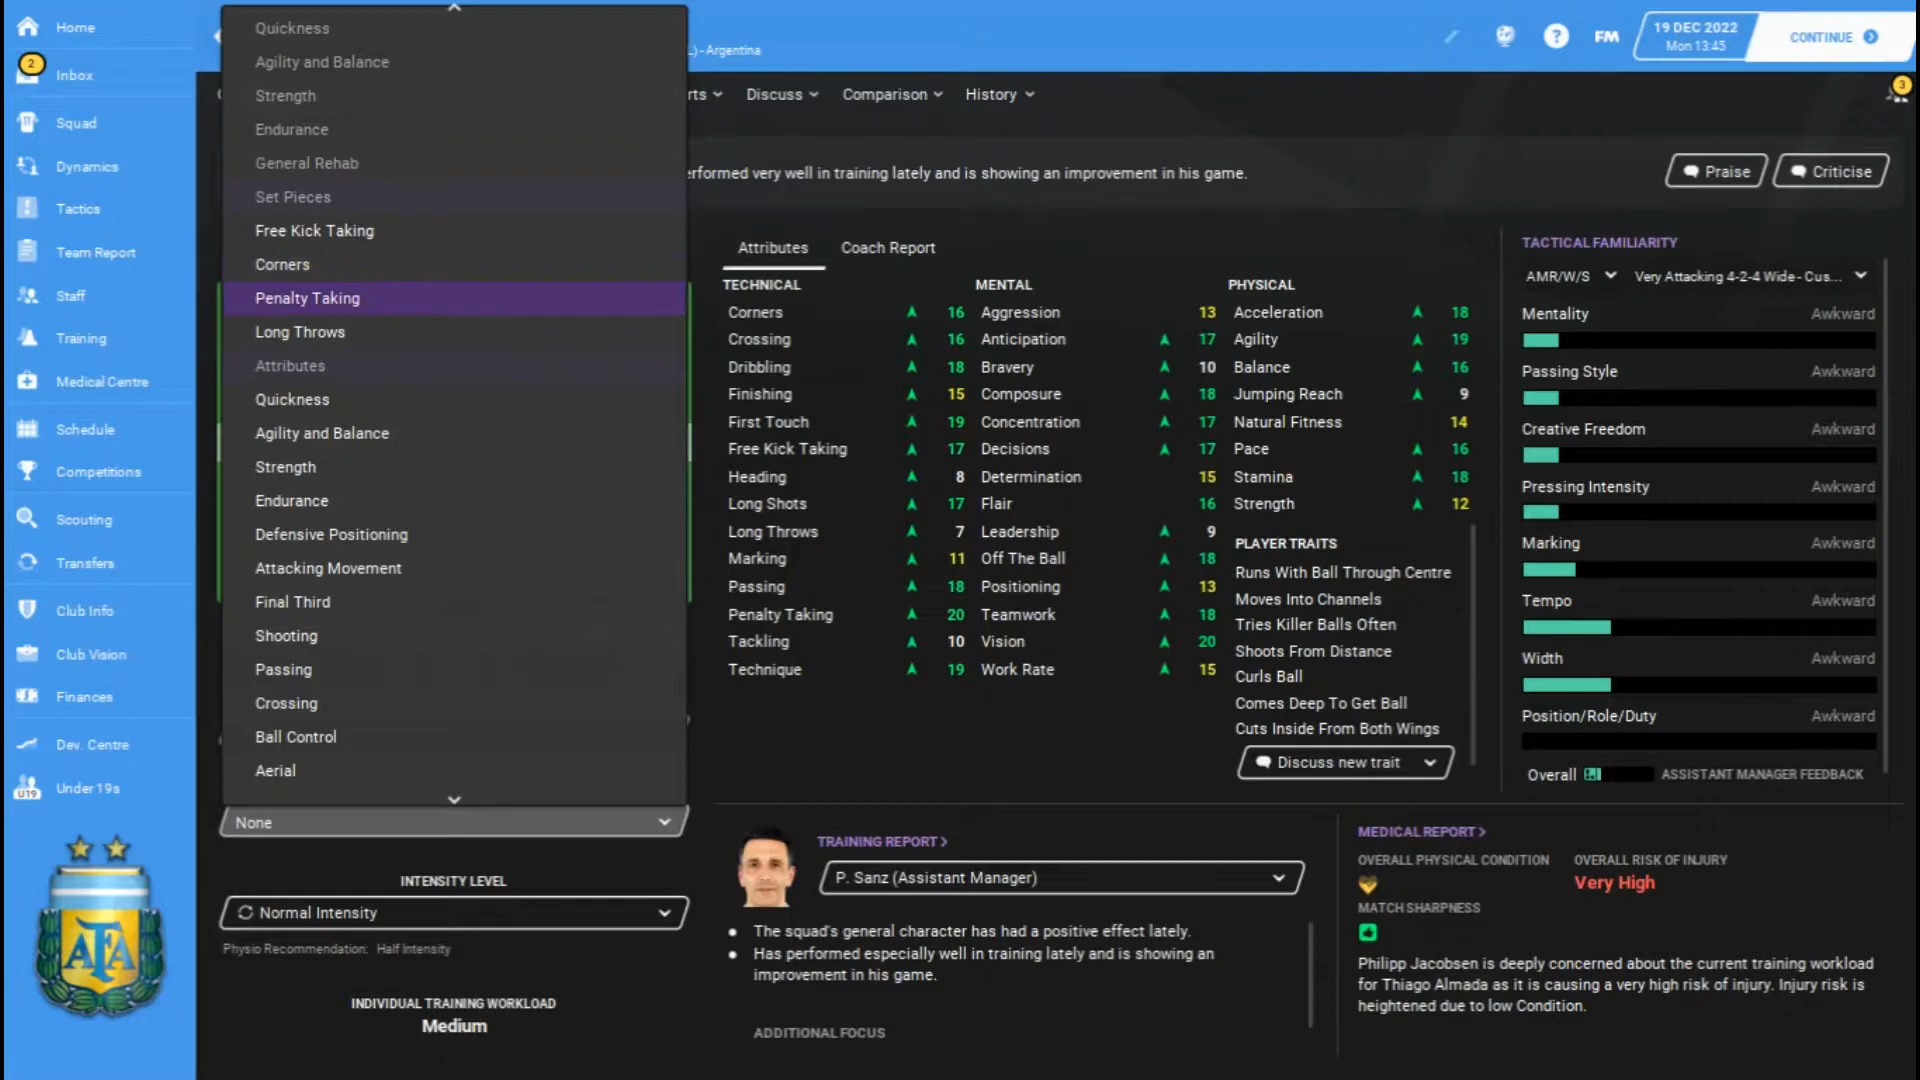 Home
2
Inbox
Squad
Dynamics
Tactics
Team Report
Staff
Training
Medical Centre
Schedule
Competitions
Scouting
Transfers
Club Info
Club Vision
Finances
Dev. Centre
U19
Under 19s
AFA
Quickness
Agility and Balance
Strength
Endurance
General Rehab
Set Pieces
Free Kick Taking
Corners
Penalty Taking
Long Throws
Attributes
Quickness
Agility and Balance
Strength
Endurance
Defensive Positioning
Attacking Movement
Final Third
Shooting
Passing
Crossing
Ball Control
Aerial
None
INTENSITY LEVEL
Normal Intensity
Physio Recommendation: Half Intensity
INDIVIDUAL TRAINING WORKLOAD
Medium
) - Argentina
?
FM
19 DEC 2022
Mon 13:45
CONTINUE
rts Discuss Comparison History
3
erformed very well in training lately and is showing an improvement in his game.
Praise
Criticise
Attributes Coach Report
TECHNICAL
Corners 16
Crossing 16
Dribbling 18
Finishing 15
First Touch 19
Free Kick Taking 17
Heading 8
Long Shots 17
Long Throws 7
Marking 11
Passing 18
Penalty Taking 20
Tackling 10
Technique 19
MENTAL
Aggression 13
Anticipation 17
Bravery 10
Composure 18
Concentration 17
Decisions 17
Determination 15
Flair 16
Leadership 9
Off The Ball 18
Positioning 13
Teamwork 18
Vision 20
Work Rate 15
PHYSICAL
Acceleration 18
Agility 19
Balance 16
Jumping Reach 9
Natural Fitness 14
Pace 16
Stamina 18
Strength 12
PLAYER TRAITS
Runs With Ball Through Centre
Moves Into Channels
Tries Killer Balls Often
Shoots From Distance
Curls Ball
Comes Deep To Get Ball
Cuts Inside From Both Wings
Discuss new trait
TACTICAL FAMILIARITY
AMR/W/S Very Attacking 4-2-4 Wide - Cus...
Mentality Awkward
Passing Style Awkward
Creative Freedom Awkward
Pressing Intensity Awkward
Marking Awkward
Tempo Awkward
Width Awkward
Position/Role/Duty Awkward
Overall ASSISTANT MANAGER FEEDBACK
TRAINING REPORT >
P. Sanz (Assistant Manager)
• The squad's general character has had a positive effect lately.
• Has performed especially well in training lately and is showing an
improvement in his game.
ADDITIONAL FOCUS
MEDICAL REPORT >
OVERALL PHYSICAL CONDITION
MATCH SHARPNESS
OVERALL RISK OF INJURY
Very High
Philipp Jacobsen is deeply concerned about the current training workload
for Thiago Almada as it is causing a very high risk of injury. Injury risk is
heightened due to low Condition.